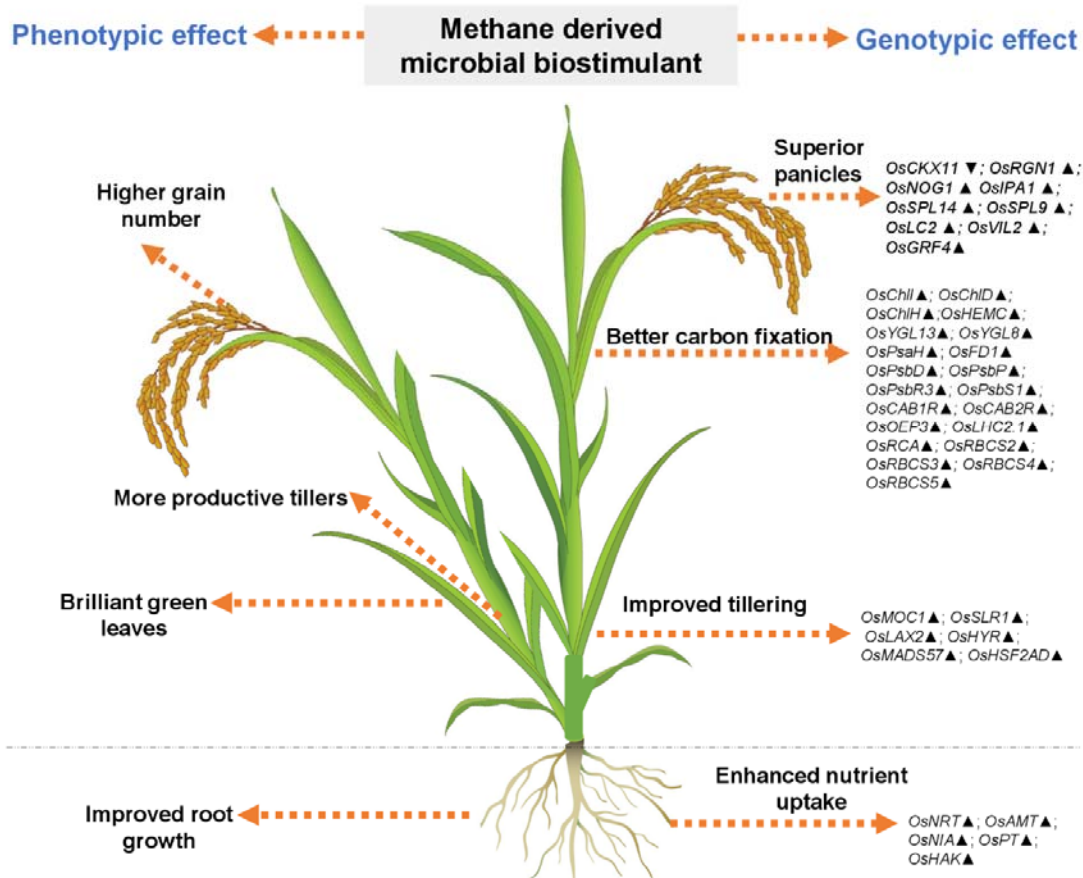 Phenotypic effect
Methane derived
microbial biostimulant
Genotypic effect
Superior
panicles
OsCKX11 ▼; OsRGN1 ▲;
OsNOG1 ▲ OsIPA1 ▲;
OsSPL14 ▲; OsSPL9 ▲;
OsLC2 ▲; OsVIL2 ▲;
OsGRF4▲
Higher grain
number
Better carbon fixation
OsChlI▲; OsChlD▲;
OsChlH▲;OsHEMC▲;
OsYGL13▲; OsYGL8▲
OsPsaH▲; OsFD1▲
OsPsbD▲; OsPsbP▲;
OsPsbR3▲; OsPsbS1▲;
OsCAB1R▲; OsCAB2R▲;
OsOEP3▲; OsLHC2.1▲
OsRCA▲; OsRBCS2▲;
OsRBCS3▲; OsRBCS4▲;
OsRBCS5▲
More productive tillers
Brilliant green
leaves
Improved tillering
OsMOC1▲; OsSLR1▲;
OsLAX2▲; OsHYR▲;
OsMADS57▲; OsHSF2AD▲
Improved root
growth
Enhanced nutrient
uptake
OsNRT▲; OsAMT▲;
OsNIA▲; OsPT▲;
OsHAK▲